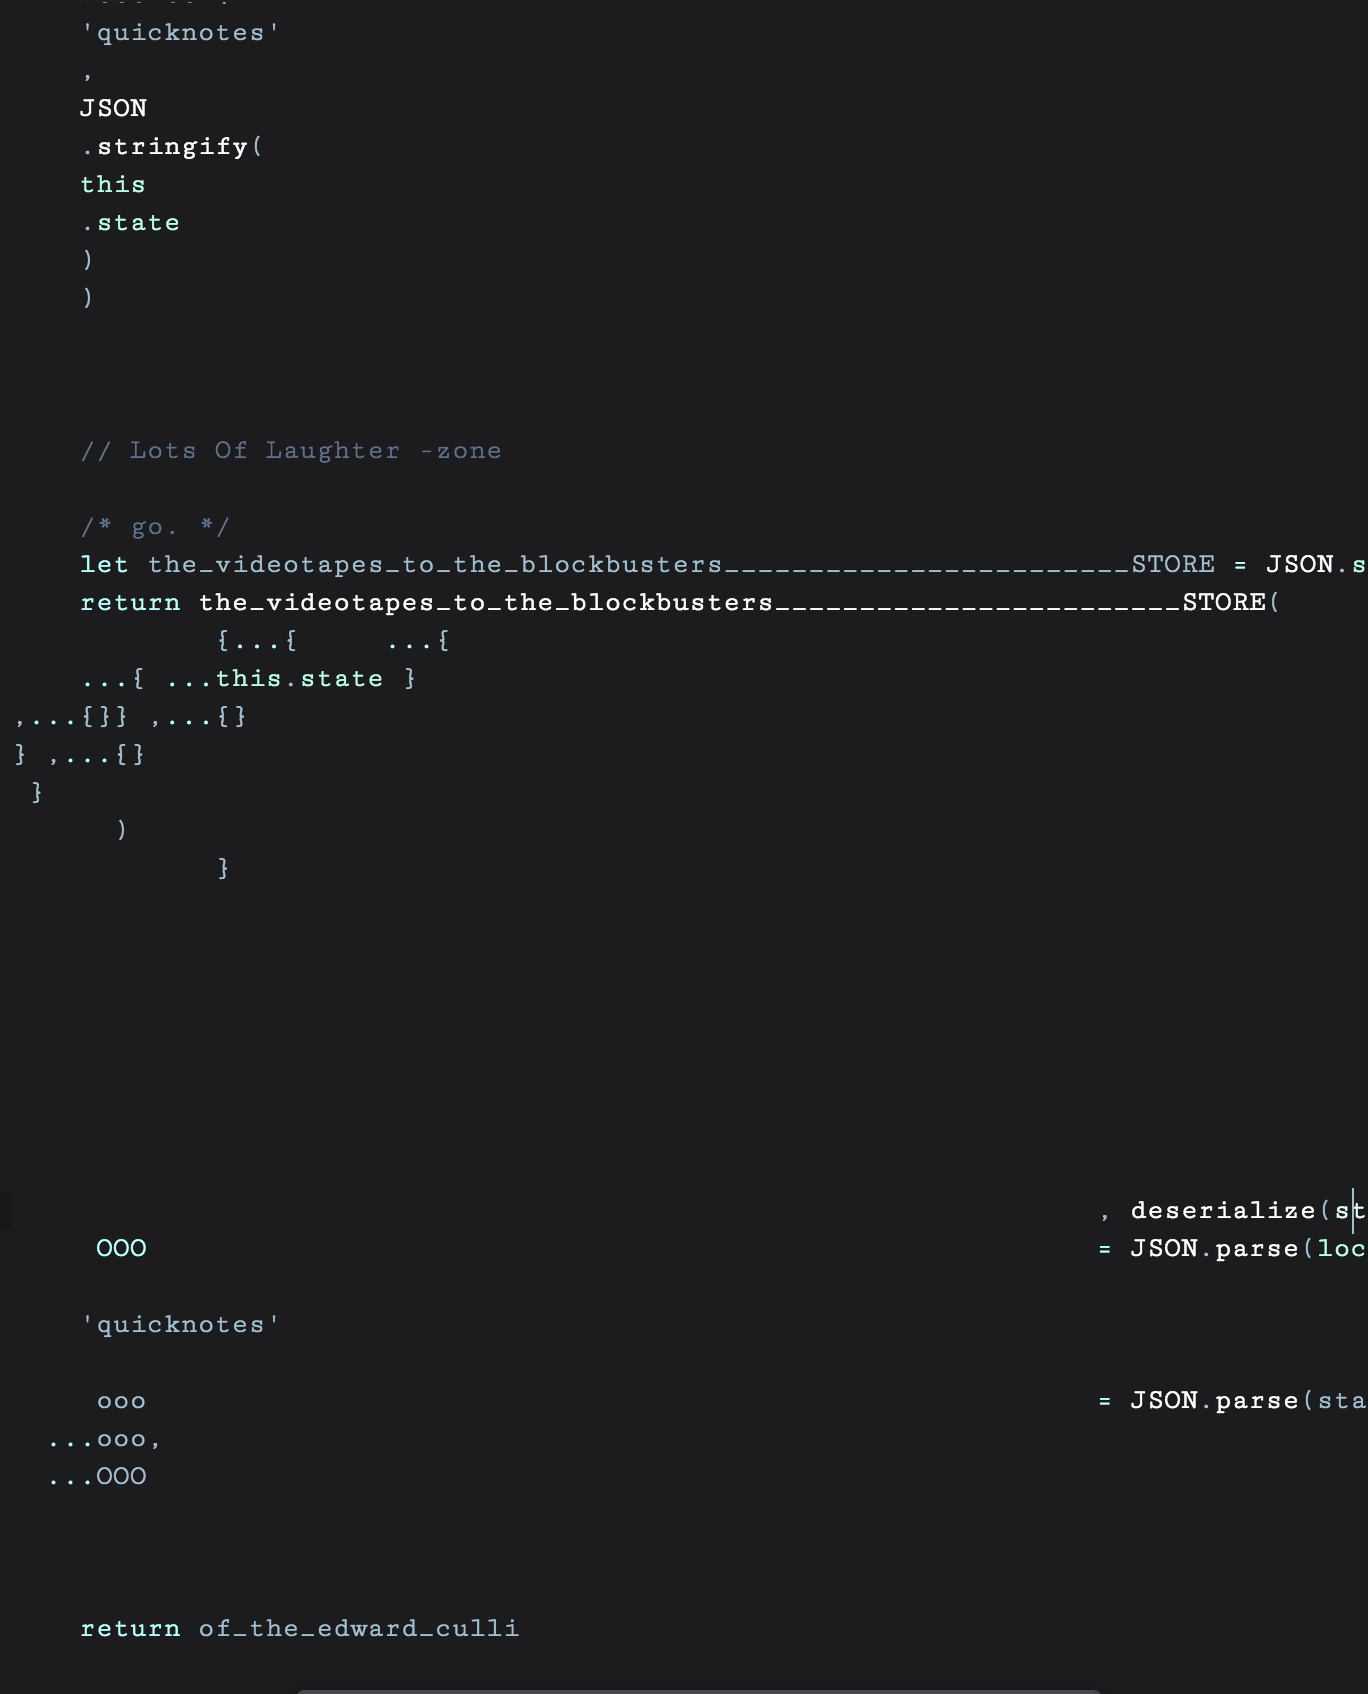 'quicknotes'
,
JSON
.stringify(
this
.state
)
)
// Lots Of Laughter -zone
/* go. */
let the_videotapes_to_the_blockbusters________________________STORE = JSON.s
return the_videotapes_to_the_blockbusters________________________STORE(
{...{     ...{
...{ ...this.state }
,...{}} ,...{}
} ,...{}
}
)
}
, deserialize(st
OOO = JSON.parse(loc
'quicknotes'
ooo = JSON.parse(sta
...ooo,
...OOO
return of_the_edward_culli